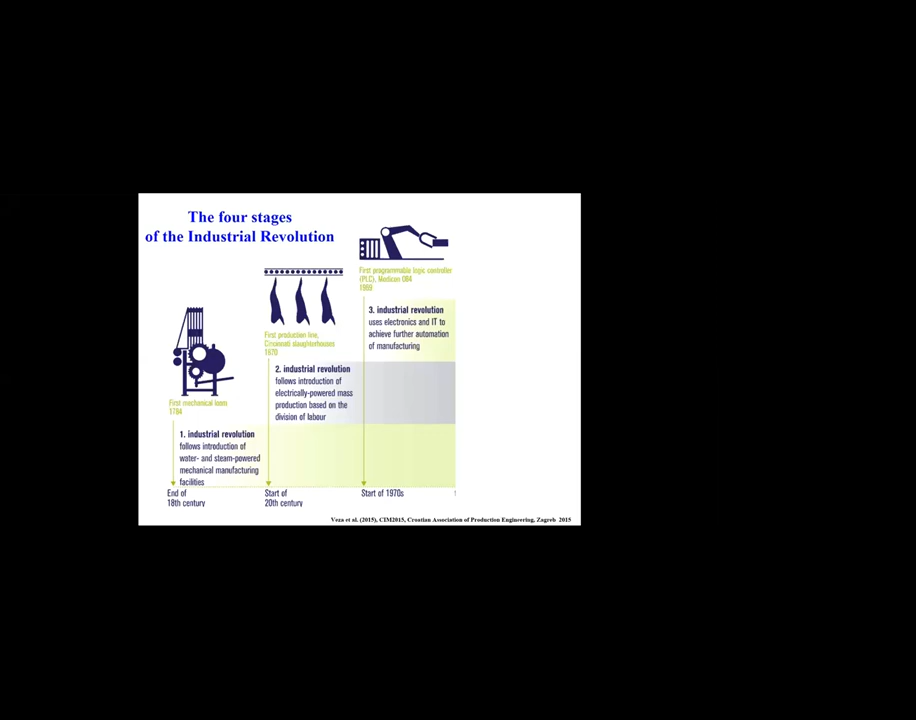 The four stages
of the Industrial Revolution
First programmable logic controller
(PLC), Modicon 084
1969
3. industrial revolution
uses electronics and IT to
achieve further automation
of manufacturing
First production line,
Cincinnati slaughterhouses
1870
2. industrial revolution
follows introduction of
electrically-powered mass
production based on the
division of labour
First mechanical loom
1784
1. industrial revolution
follows introduction of
water- and steam-powered
mechanical manufacturing
facilities
End of
18th century
Start of
20th century
Start of 1970s
Veza et al. (2015), CIM2015, Croatian Association of Production Engineering, Zagreb 2015